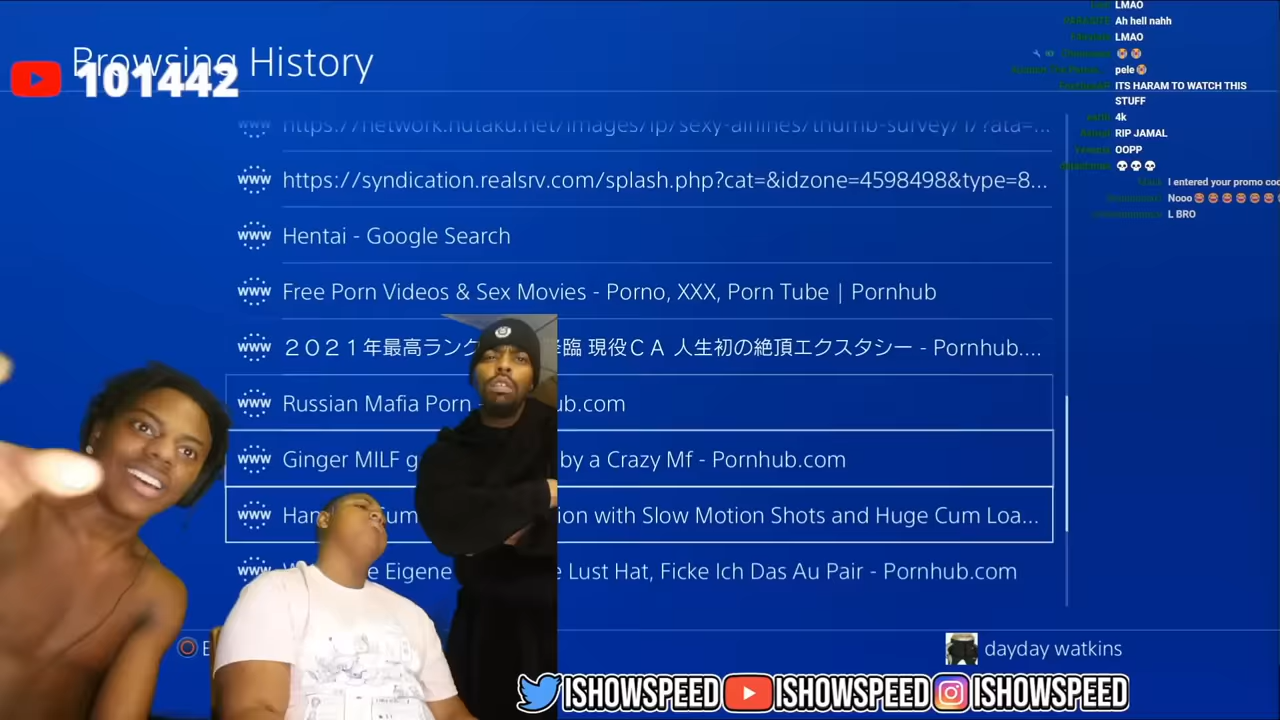 Browsing History
101442
https://network.nutaku.net/images/lp/sexy-airlines/thumb-survey/1/?ata=...
https://syndication.realsrv.com/splash.php?cat=&idzone=4598498&type=8...
Hentai - Google Search
Free Porn Videos & Sex Movies - Porno, XXX, Porn Tube | Pornhub
2021年最高ランク 降臨 現役CA 人生初の絶頂エクスタシー - Pornhub....
Russian Mafia Porn - ub.com
Ginger MILF g by a Crazy Mf - Pornhub.com
Han um ion with Slow Motion Shots and Huge Cum Loa...
e Eigene e Lust Hat, Ficke Ich Das Au Pair - Pornhub.com
dayday watkins
ISHOWSPEED ISHOWSPEED ISHOWSPEED
LMAO
Ah hell nahh
LMAO
pele
ITS HARAM TO WATCH THIS
STUFF
4k
RIP JAMAL
OOPP
I entered your promo coo
Nooo
L BRO